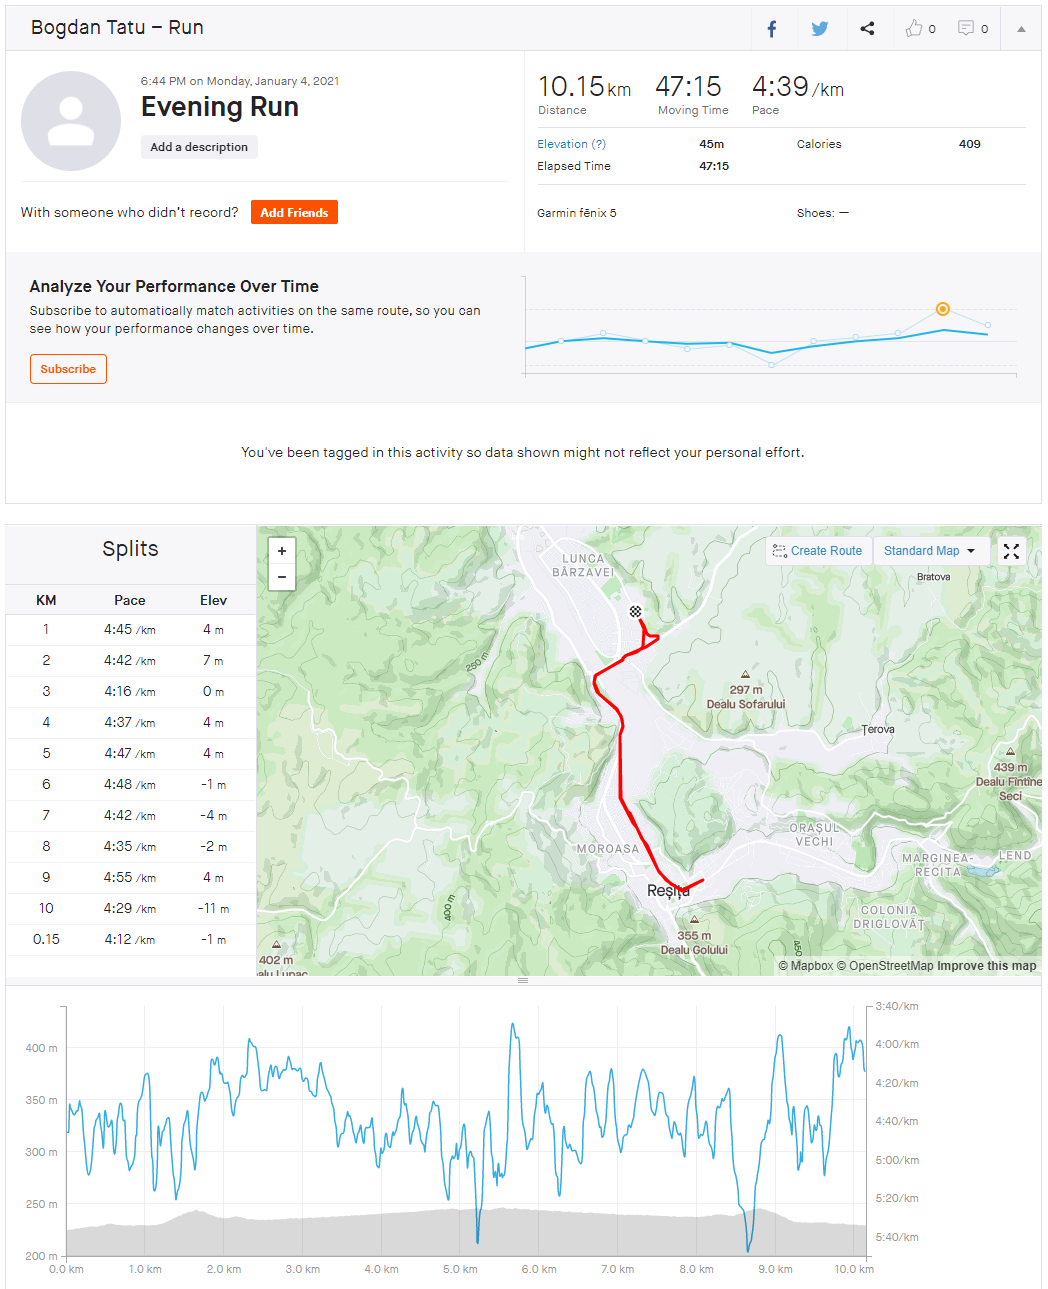 Bogdan Tatu – Run
0
0
6:44 PM on Monday, January 4, 2021
Evening Run
Add a description
With someone who didn't record? Add Friends
10.15 km 47:15 4:39 /km
Distance Moving Time Pace
Elevation (?) 45m Calories 409
Elapsed Time 47:15
Garmin fēnix 5 Shoes: —
Analyze Your Performance Over Time
Subscribe to automatically match activities on the same route, so you can
see how your performance changes over time.
Subscribe
You've been tagged in this activity so data shown might not reflect your personal effort.
Splits
KM Pace Elev
1 4:45 /km 4 m
2 4:42 /km 7 m
3 4:16 /km 0 m
4 4:37 /km 4 m
5 4:47 /km 4 m
6 4:48 /km -1 m
7 4:42 /km -4 m
8 4:35 /km -2 m
9 4:55 /km 4 m
10 4:29 /km -11 m
0.15 4:12 /km -1 m
+
−
Create Route
Standard Map
LUNCA
BÂRZAVEI
Bratova
250 m
297 m
Dealu Sofarului
Țerova
439 m
Dealu Fîntîne
Seci
ORAȘUL
VECHI
MOROASA
MARGINEA-
RECITA
LEND
Reșița
400 m
COLONIA
DRIGLOVĂȚ
355 m
Dealu Golului
450
402 m
alu Lupac
© Mapbox © OpenStreetMap Improve this map
400 m
350 m
300 m
250 m
200 m
3:40/km
4:00/km
4:20/km
4:40/km
5:00/km
5:20/km
5:40/km
0.0 km 1.0 km 2.0 km 3.0 km 4.0 km 5.0 km 6.0 km 7.0 km 8.0 km 9.0 km 10.0 km